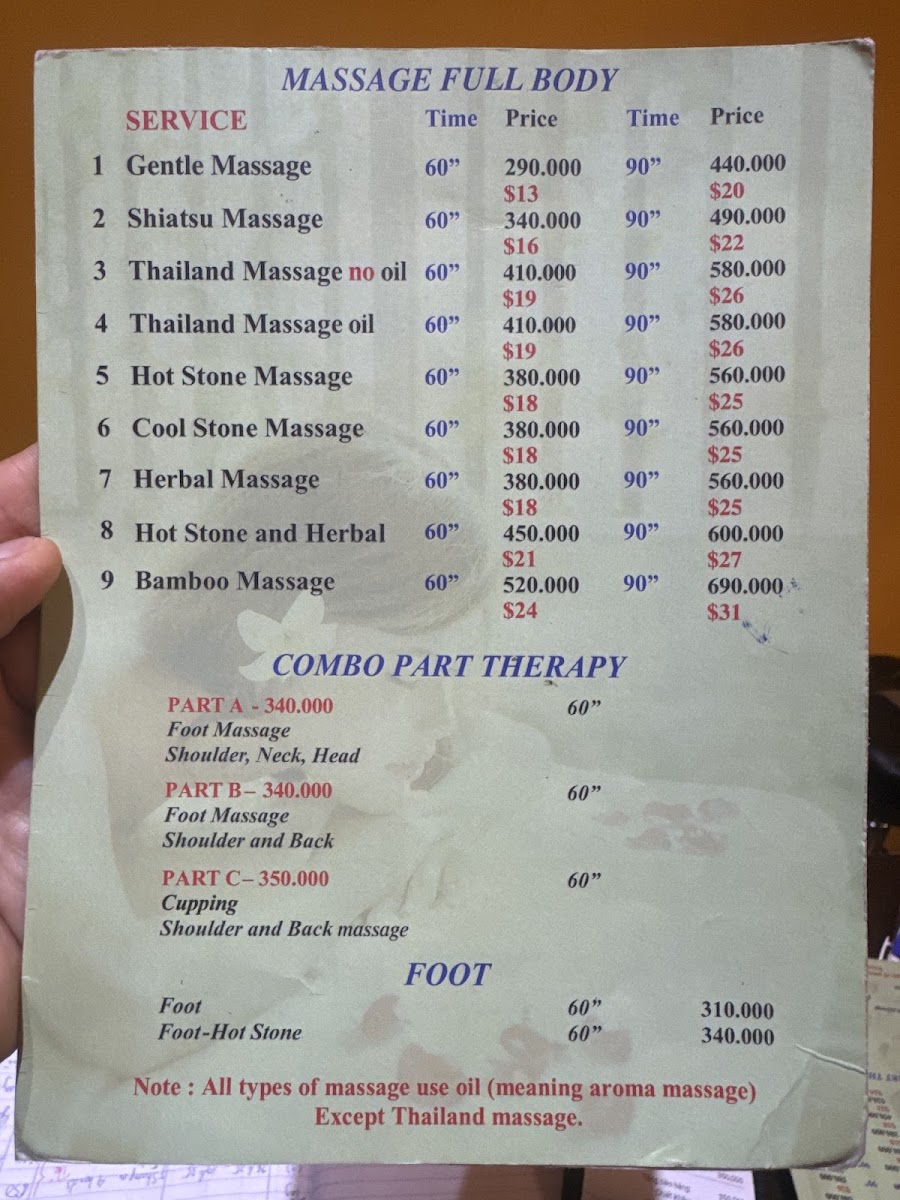 MASSAGE FULL BODY
SERVICE Time Price Time Price
1 Gentle Massage 60” 290.000 90” 440.000
$13 $20
2 Shiatsu Massage 60” 340.000 90” 490.000
$16 $22
3 Thailand Massage no oil 60” 410.000 90” 580.000
$19 $26
4 Thailand Massage oil 60” 410.000 90” 580.000
$19 $26
5 Hot Stone Massage 60” 380.000 90” 560.000
$18 $25
6 Cool Stone Massage 60” 380.000 90” 560.000
$18 $25
7 Herbal Massage 60” 380.000 90” 560.000
$18 $25
8 Hot Stone and Herbal 60” 450.000 90” 600.000
$21 $27
9 Bamboo Massage 60” 520.000 90” 690.000
$24 $31
COMBO PART THERAPY
PART A - 340.000 60”
Foot Massage
Shoulder, Neck, Head
PART B– 340.000 60”
Foot Massage
Shoulder and Back
PART C– 350.000 60”
Cupping
Shoulder and Back massage
FOOT
Foot 60” 310.000
Foot-Hot Stone 60” 340.000
Note : All types of massage use oil (meaning aroma massage)
Except Thailand massage.